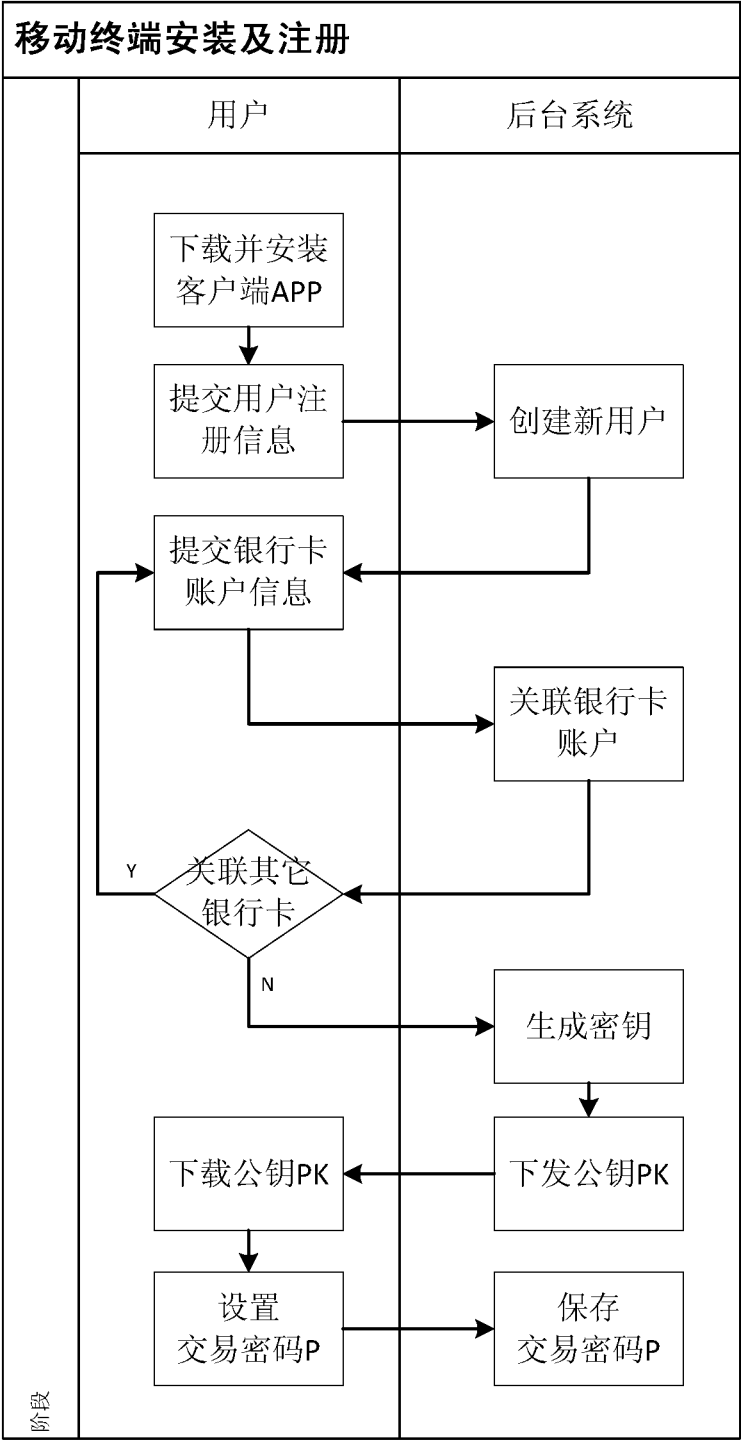 移动终端安装及注册
用户
后台系统
下载并安装
客户端APP
提交用户注
册信息
创建新用户
提交银行卡
账户信息
关联银行卡
账户
Y
关联其它
银行卡
N
生成密钥
下载公钥PK
下发公钥PK
设置
交易密码P
保存
交易密码P
阶段